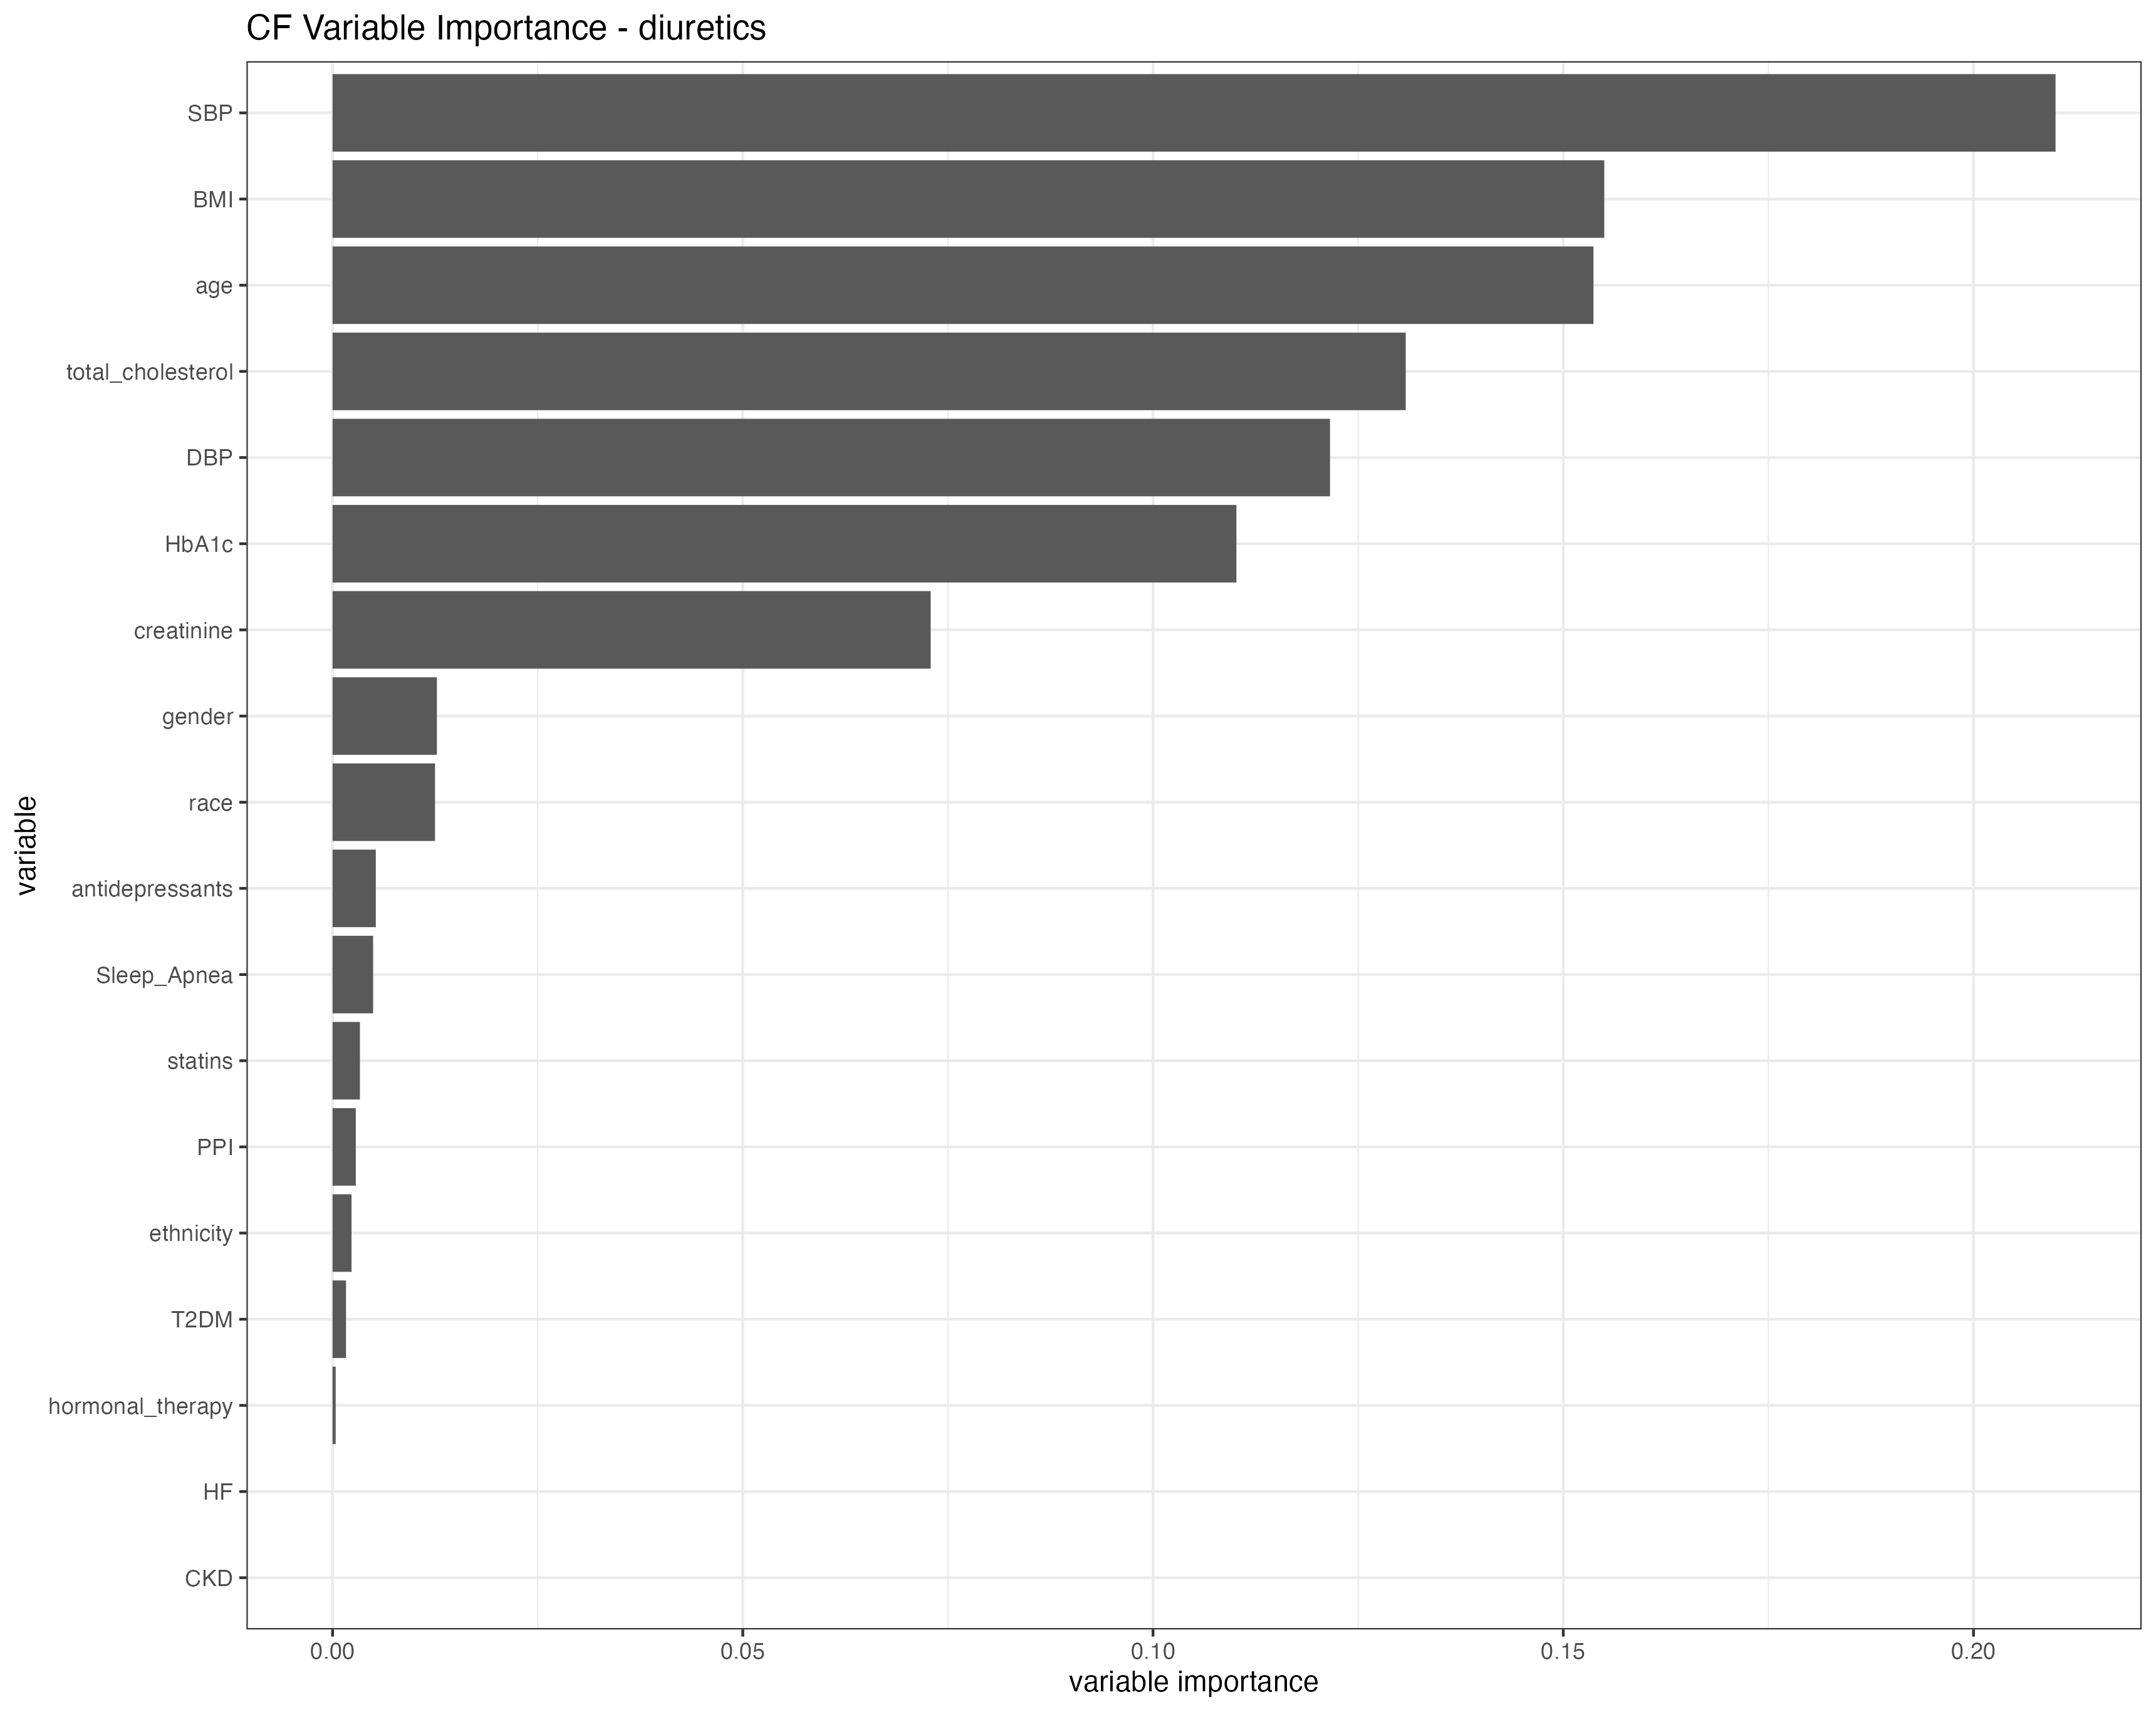 CF Variable Importance - diuretics
SBP
BMI
age
total_cholesterol
DBP
HbA1c
creatinine
gender
race
antidepressants
Sleep_Apnea
statins
PPI
ethnicity
T2DM
hormonal_therapy
HF
CKD
variable
0.00 0.05 0.10 0.15 0.20
variable importance